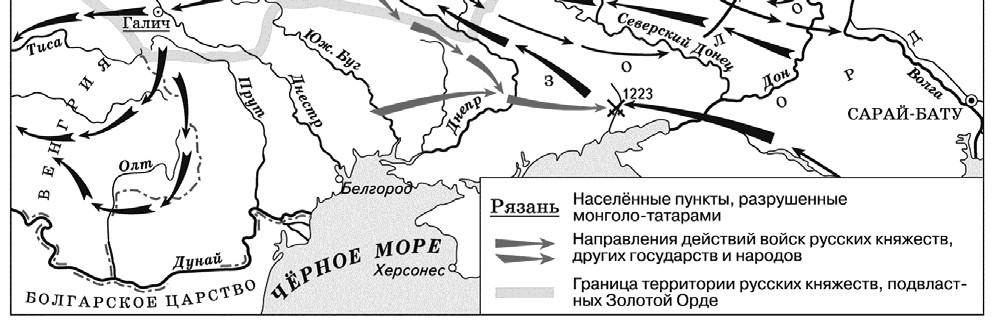 Галич
Тиса
ВЕНГРИЯ
Олт
Прут
Днестр
Юж. Буг
Днепр
Северский Донец
Дон
Волга
Д
О
Л
О
З
О
Р
О
1223
САРАЙ-БАТУ
Белгород
Дунай
ЧЁРНОЕ МОРЕ
Херсонес
БОЛГАРСКОЕ ЦАРСТВО
Рязань
Населённые пункты, разрушенные
монголо-татарами
Направления действий войск русских княжеств,
других государств и народов
Граница территории русских княжеств, подвласт-
ных Золотой Орде